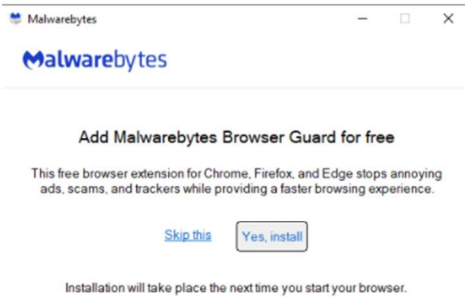 Malwarebytes
Malwarebytes
Add Malwarebytes Browser Guard for free
This free browser extension for Chrome, Firefox, and Edge stops annoying
ads, scams, and trackers while providing a faster browsing experience.
Skip this Yes, install
Installation will take place the next time you start your browser.